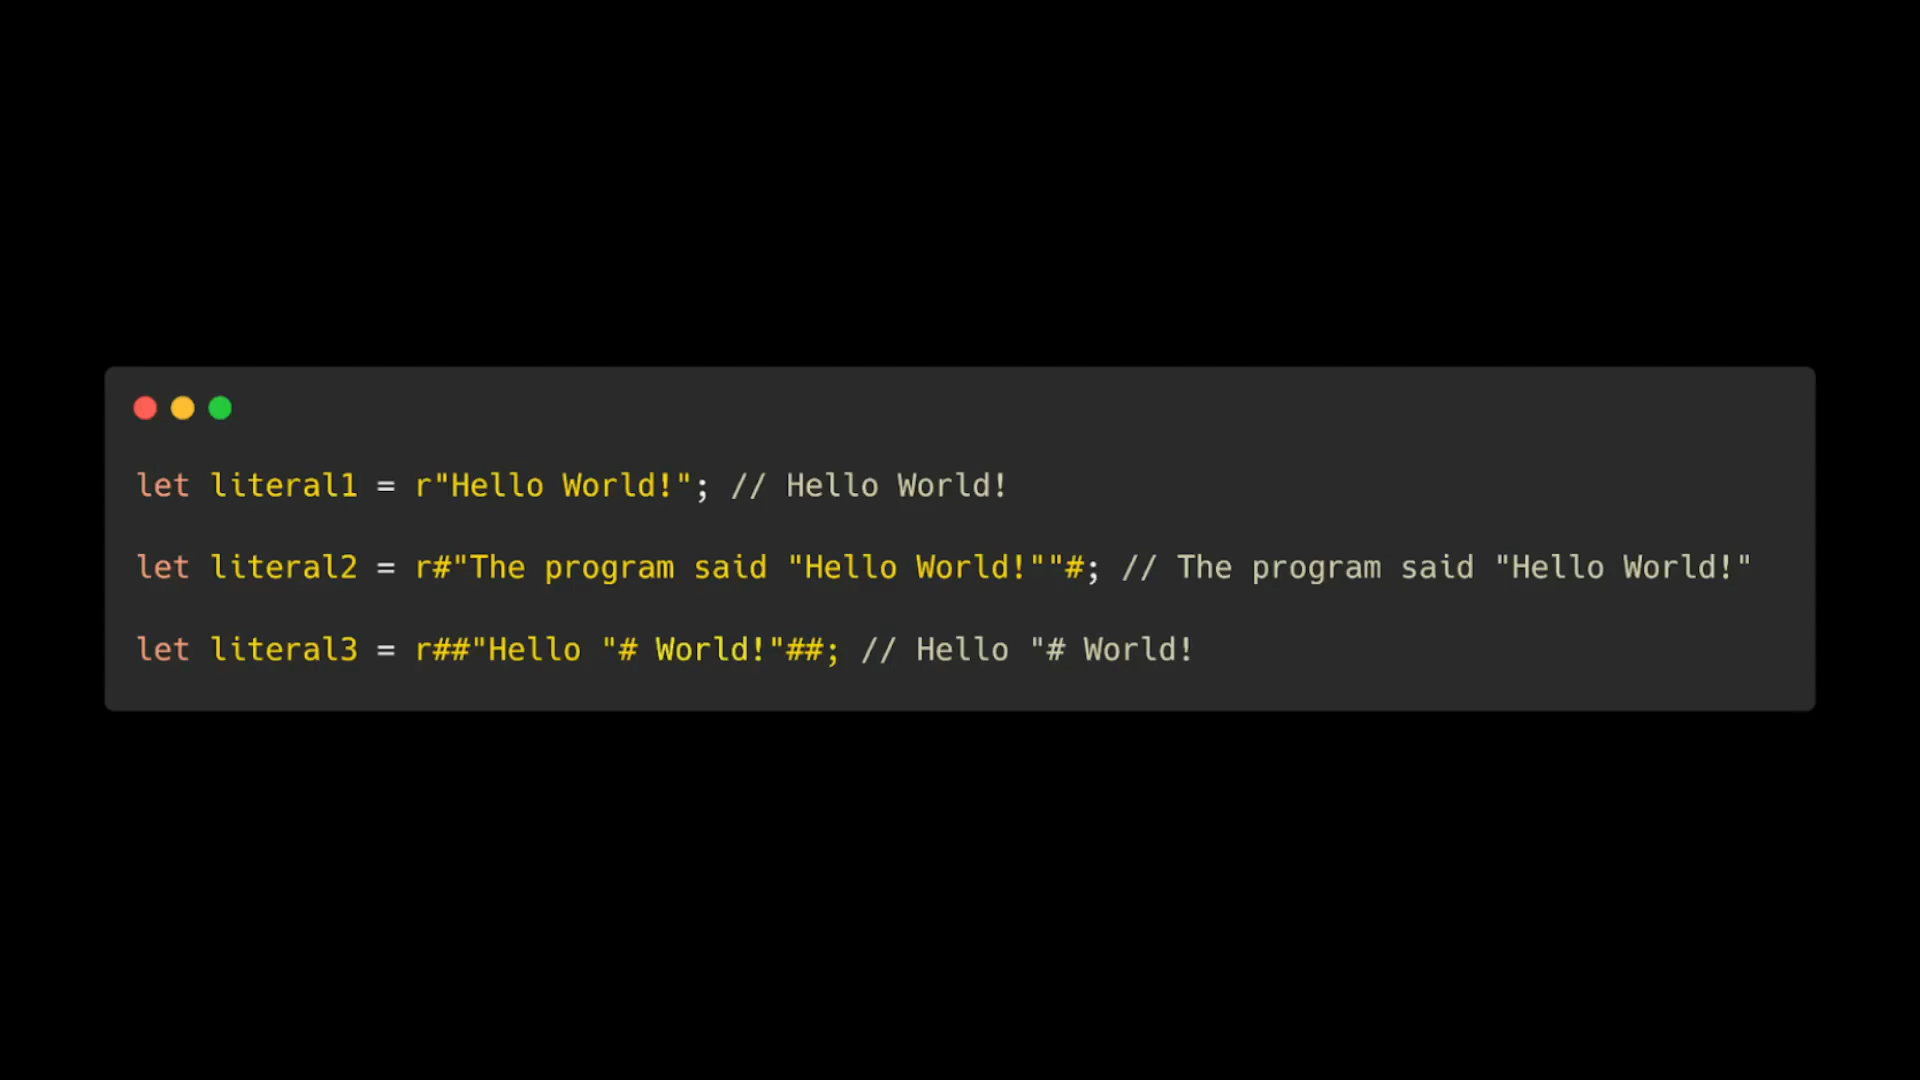 let literal1 = r"Hello World!"; // Hello World!
let literal2 = r#"The program said "Hello World!""#; // The program said "Hello World!"
let literal3 = r##"Hello "# World!"##; // Hello "# World!